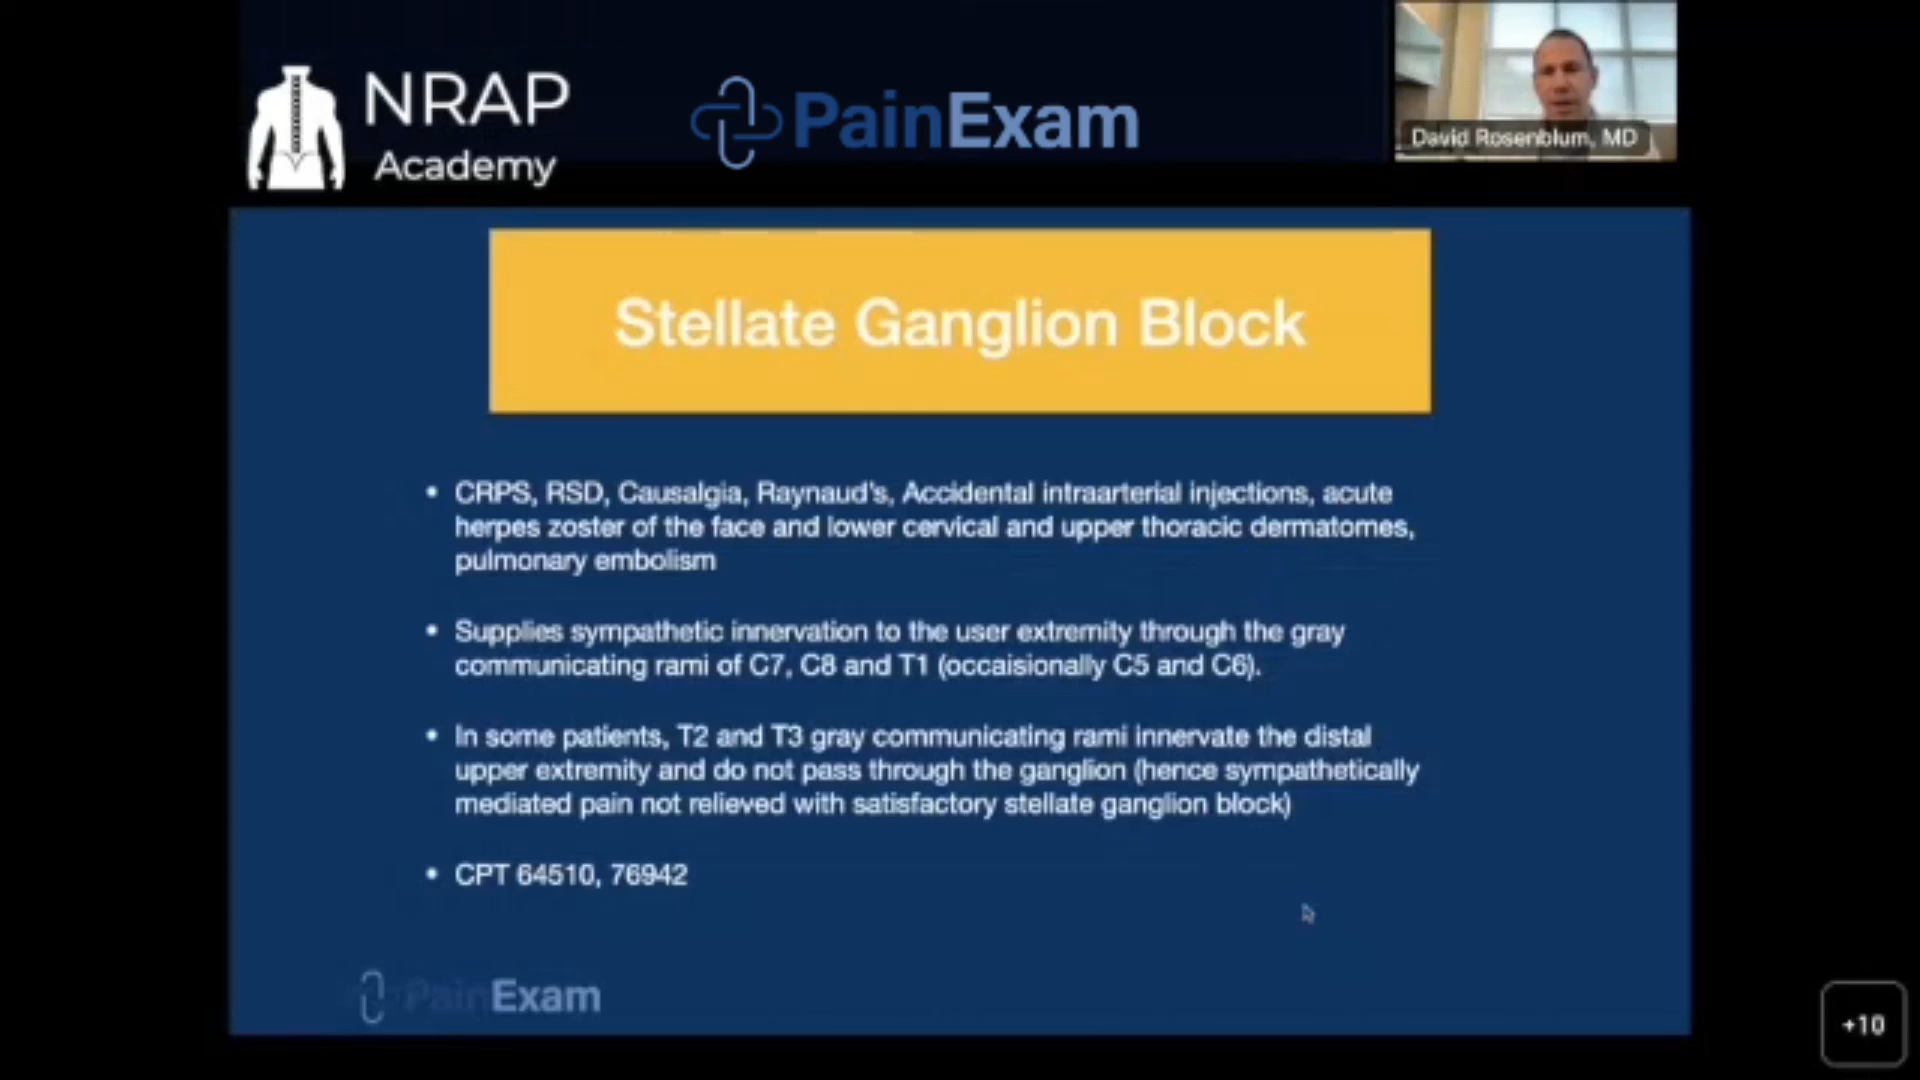 NRAP
Academy
PainExam
David Rosenblum, MD
Stellate Ganglion Block
• CRPS, RSD, Causalgia, Raynaud's, Accidental intraarterial injections, acute
herpes zoster of the face and lower cervical and upper thoracic dermatomes,
pulmonary embolism
• Supplies sympathetic innervation to the user extremity through the gray
communicating rami of C7, C8 and T1 (occaisionally C5 and C6).
• In some patients, T2 and T3 gray communicating rami innervate the distal
upper extremity and do not pass through the ganglion (hence sympathetically
mediated pain not relieved with satisfactory stellate ganglion block)
• CPT 64510, 76942
PainExam
+10